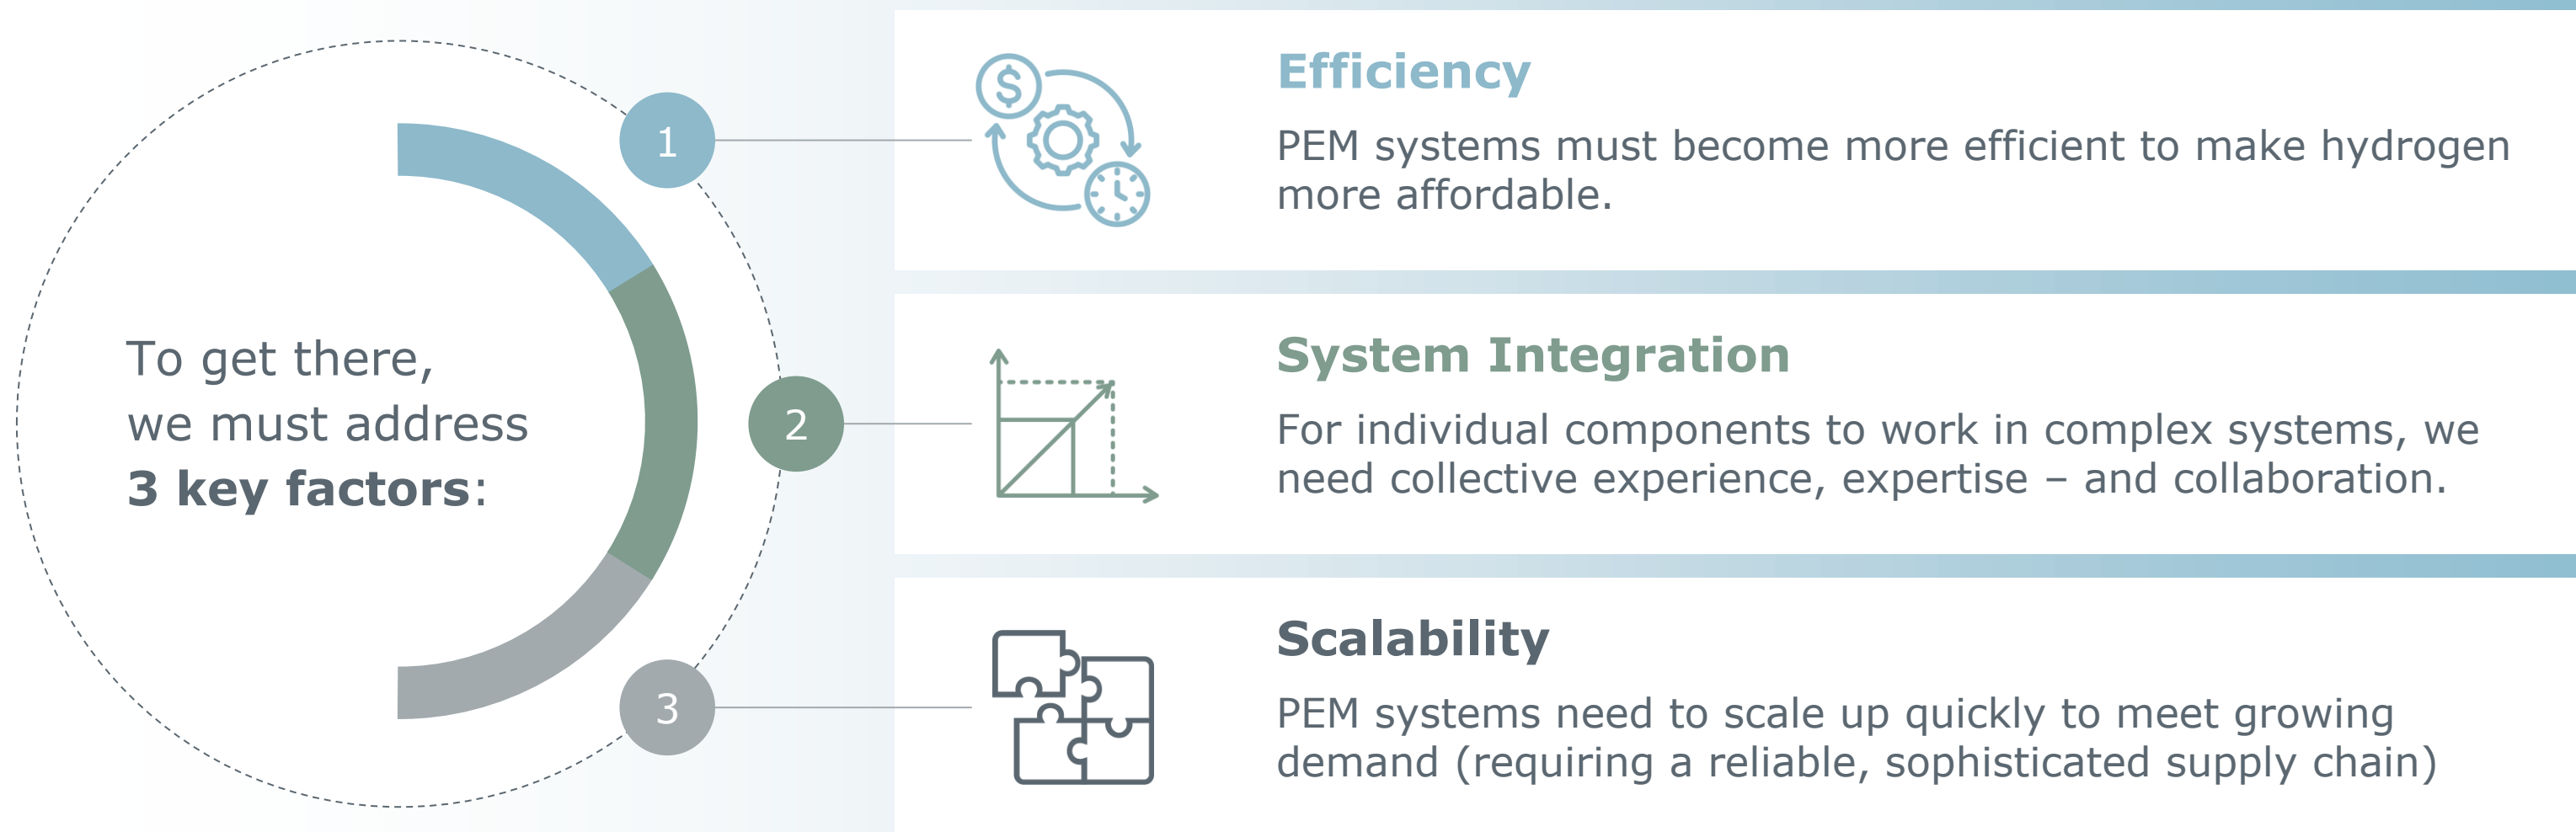 To get there,
we must address
3 key factors:
1
Efficiency
PEM systems must become more efficient to make hydrogen
more affordable.
2
System Integration
For individual components to work in complex systems, we
need collective experience, expertise – and collaboration.
3
Scalability
PEM systems need to scale up quickly to meet growing
demand (requiring a reliable, sophisticated supply chain)
$